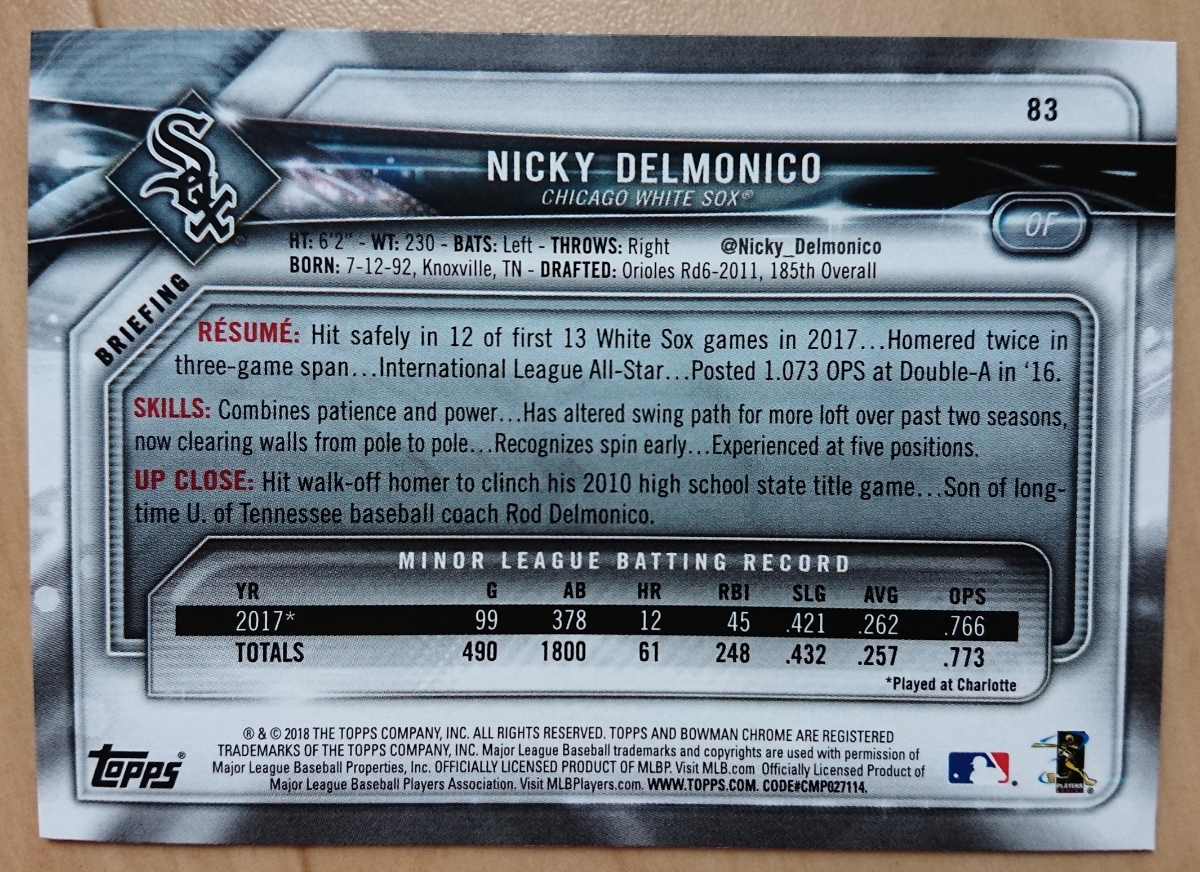 83
Sox
NICKY DELMONICO
CHICAGO WHITE SOX®
OF
HT: 6'2" - WT: 230 - BATS: Left - THROWS: Right @Nicky_Delmonico
BORN: 7-12-92, Knoxville, TN - DRAFTED: Orioles Rd6-2011, 185th Overall
BRIEFING
RÉSUMÉ: Hit safely in 12 of first 13 White Sox games in 2017...Homered twice in
three-game span...International League All-Star...Posted 1.073 OPS at Double-A in '16.
SKILLS: Combines patience and power...Has altered swing path for more loft over past two seasons,
now clearing walls from pole to pole...Recognizes spin early...Experienced at five positions.
UP CLOSE: Hit walk-off homer to clinch his 2010 high school state title game...Son of long-
time U. of Tennessee baseball coach Rod Delmonico.
MINOR LEAGUE BATTING RECORD
YR G AB HR RBI SLG AVG OPS
2017* 99 378 12 45 .421 .262 .766
TOTALS 490 1800 61 248 .432 .257 .773
*Played at Charlotte
® & © 2018 THE TOPPS COMPANY, INC. ALL RIGHTS RESERVED. TOPPS AND BOWMAN CHROME ARE REGISTERED
TRADEMARKS OF THE TOPPS COMPANY, INC. Major League Baseball trademarks and copyrights are used with permission of
Major League Baseball Properties, Inc. OFFICIALLY LICENSED PRODUCT OF MLBP. Visit MLB.com Officially Licensed Product of
Major League Baseball Players Association. Visit MLBPlayers.com. WWW.TOPPS.COM. CODE#CMP027114.
Topps®
PLAYERS